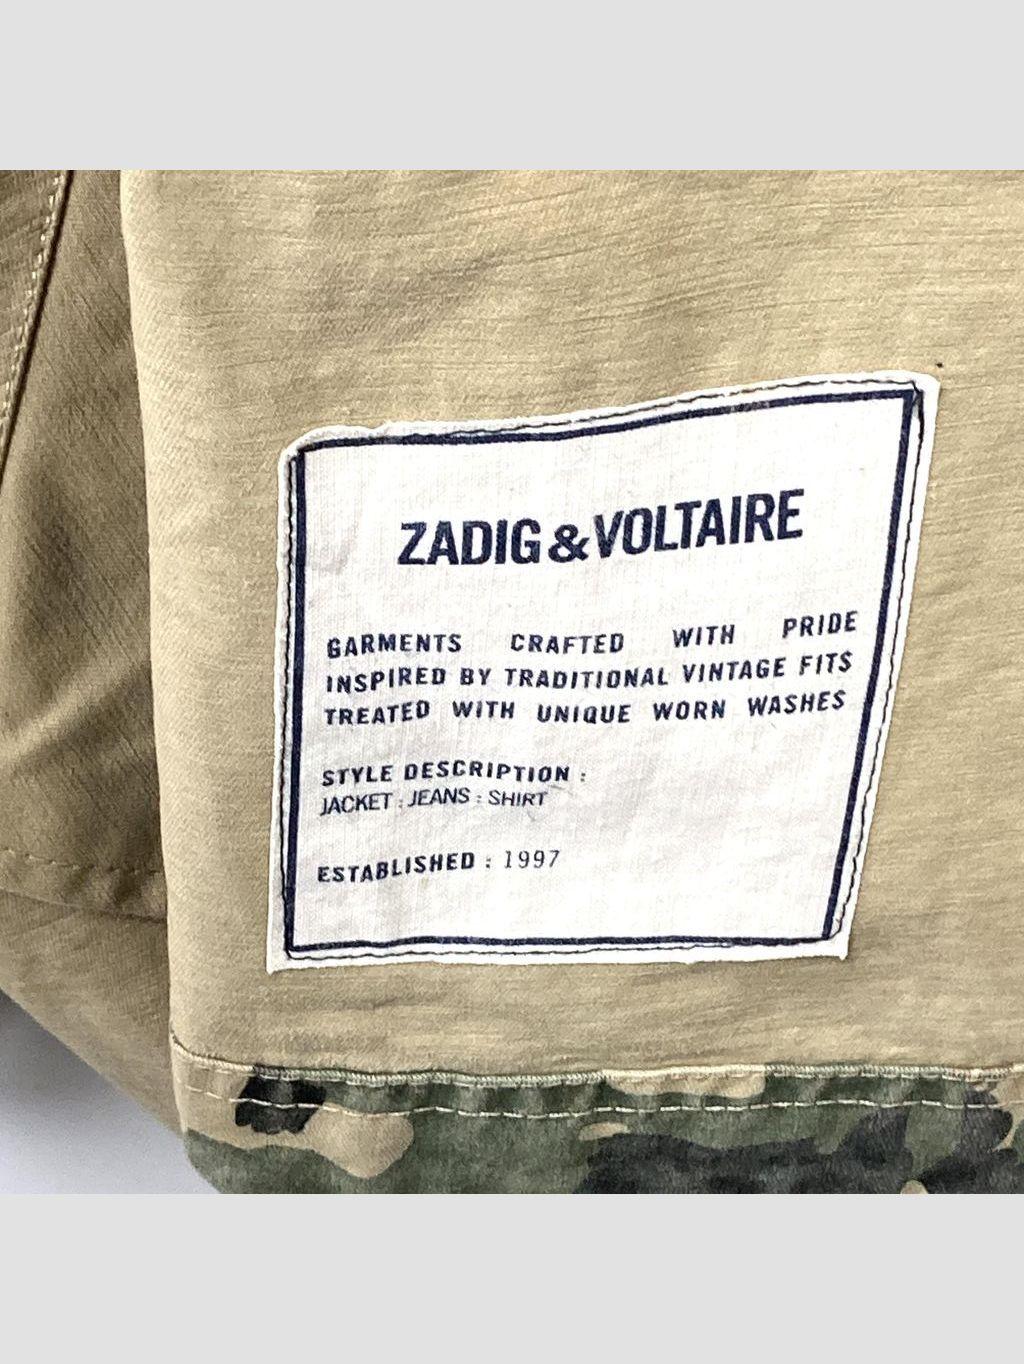 ZADIG&VOLTAIRE
GARMENTS CRAFTED WITH PRIDE
INSPIRED BY TRADITIONAL VINTAGE FITS
TREATED WITH UNIQUE WORN WASHES
STYLE DESCRIPTION :
JACKET : JEANS : SHIRT
ESTABLISHED : 1997